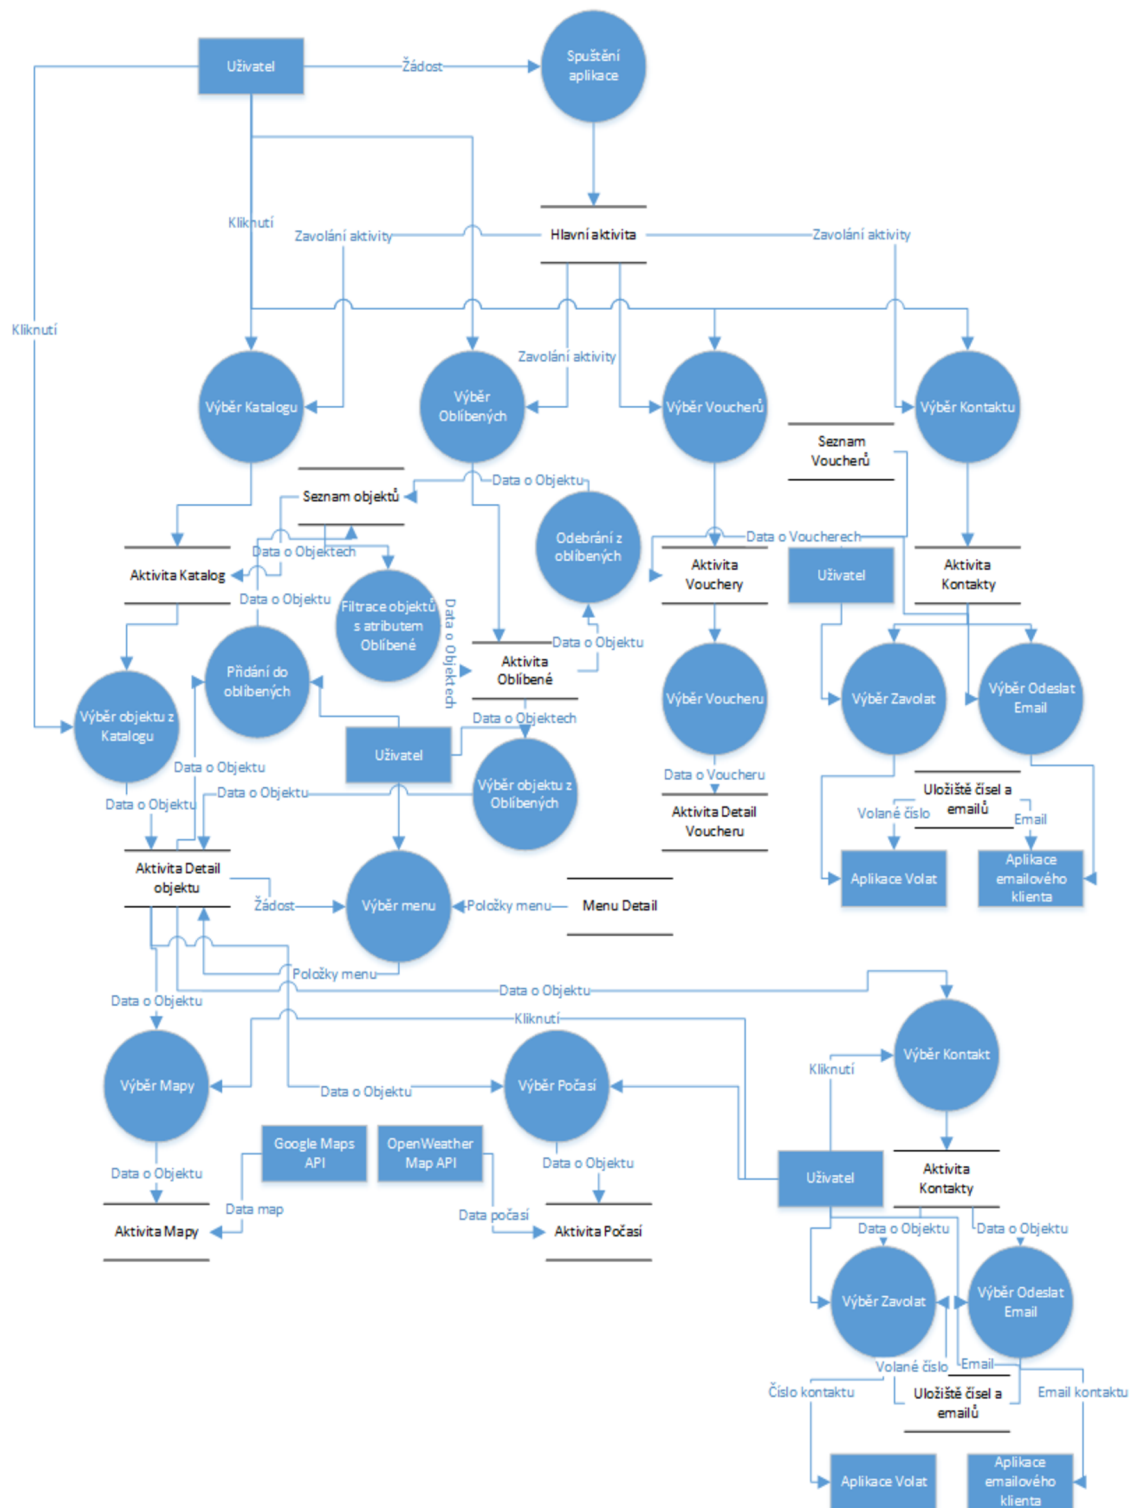 Uživatel
Žádost
Spuštění
aplikace
Kliknutí
Zavolání aktivity
Hlavní aktivita
Zavolání aktivity
Kliknutí
Zavolání aktivity
Výběr Katalogu
Výběr
Oblíbených
Výběr Voucherů
Výběr Kontaktu
Seznam
Voucherů
Seznam objektů
Data o Objektu
Odebrání z
oblíbených
Data o Voucherech
Data o Objektech
Aktivita Katalog
Aktivita
Vouchery
Uživatel
Aktivita
Kontakty
Data o Objektu
Filtrace objektů
s atributem
Oblíbené
Data o Objektech
Data o Objektu
Aktivita
Oblíbené
Přidání do
oblíbených
Výběr Voucheru
Výběr Zavolat
Výběr Odeslat
Email
Výběr objektu z
Katalogu
Data o Objektech
Uživatel
Data o Objektu
Data o Voucheru
Výběr objektu z
Oblíbených
Data o Objektu
Data o Objektu
Uložiště čísel a
emailů
Aktivita Detail
Voucheru
Volané číslo
Email
Aktivita Detail
objektu
Aplikace Volat
Aplikace
emailového
klienta
Žádost
Výběr menu
Položky menu
Menu Detail
Položky menu
Data o Objektu
Data o Objektu
Kliknutí
Výběr Kontakt
Kliknutí
Výběr Mapy
Data o Objektu
Výběr Počasí
Google Maps
API
OpenWeather
Map API
Data o Objektu
Data o Objektu
Uživatel
Aktivita
Kontakty
Data map
Data počasí
Aktivita Mapy
Aktivita Počasí
Data o Objektu
Data o Objektu
Výběr Zavolat
Výběr Odeslat
Email
Volané číslo
Email
Číslo kontaktu
Uložiště čísel a
emailů
Email kontaktu
Aplikace Volat
Aplikace
emailového
klienta